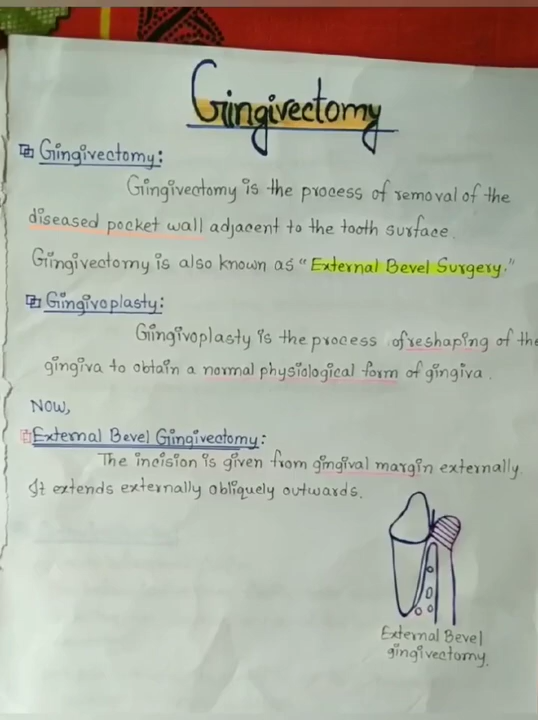 Gingivectomy
Gingivectomy:
Gingivectomy is the process of removal of the
diseased pocket wall adjacent to the tooth surface.
Gingivectomy is also known as "External Bevel Surgery."
Gingivoplasty:
Gingivoplasty is the process of reshaping of the
gingiva to obtain a normal physiological form of gingiva.
NOW,
External Bevel Gingivectomy:
The incision is given from gingival margin externally.
It extends externally obliquely outwards.
External Bevel
gingivectomy.